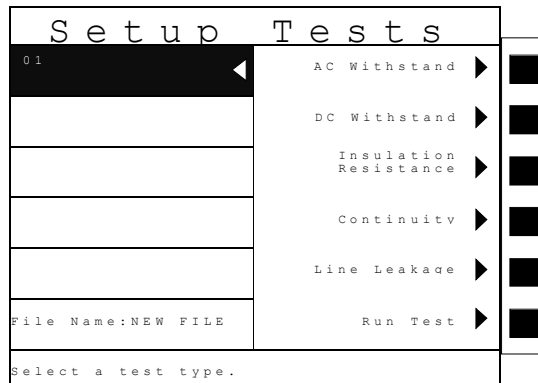 Setup Tests
01
AC Withstand
DC Withstand
Insulation
Resistance
Continuity
Line Leakage
File Name:NEW FILE
Run Test
Select a test type.